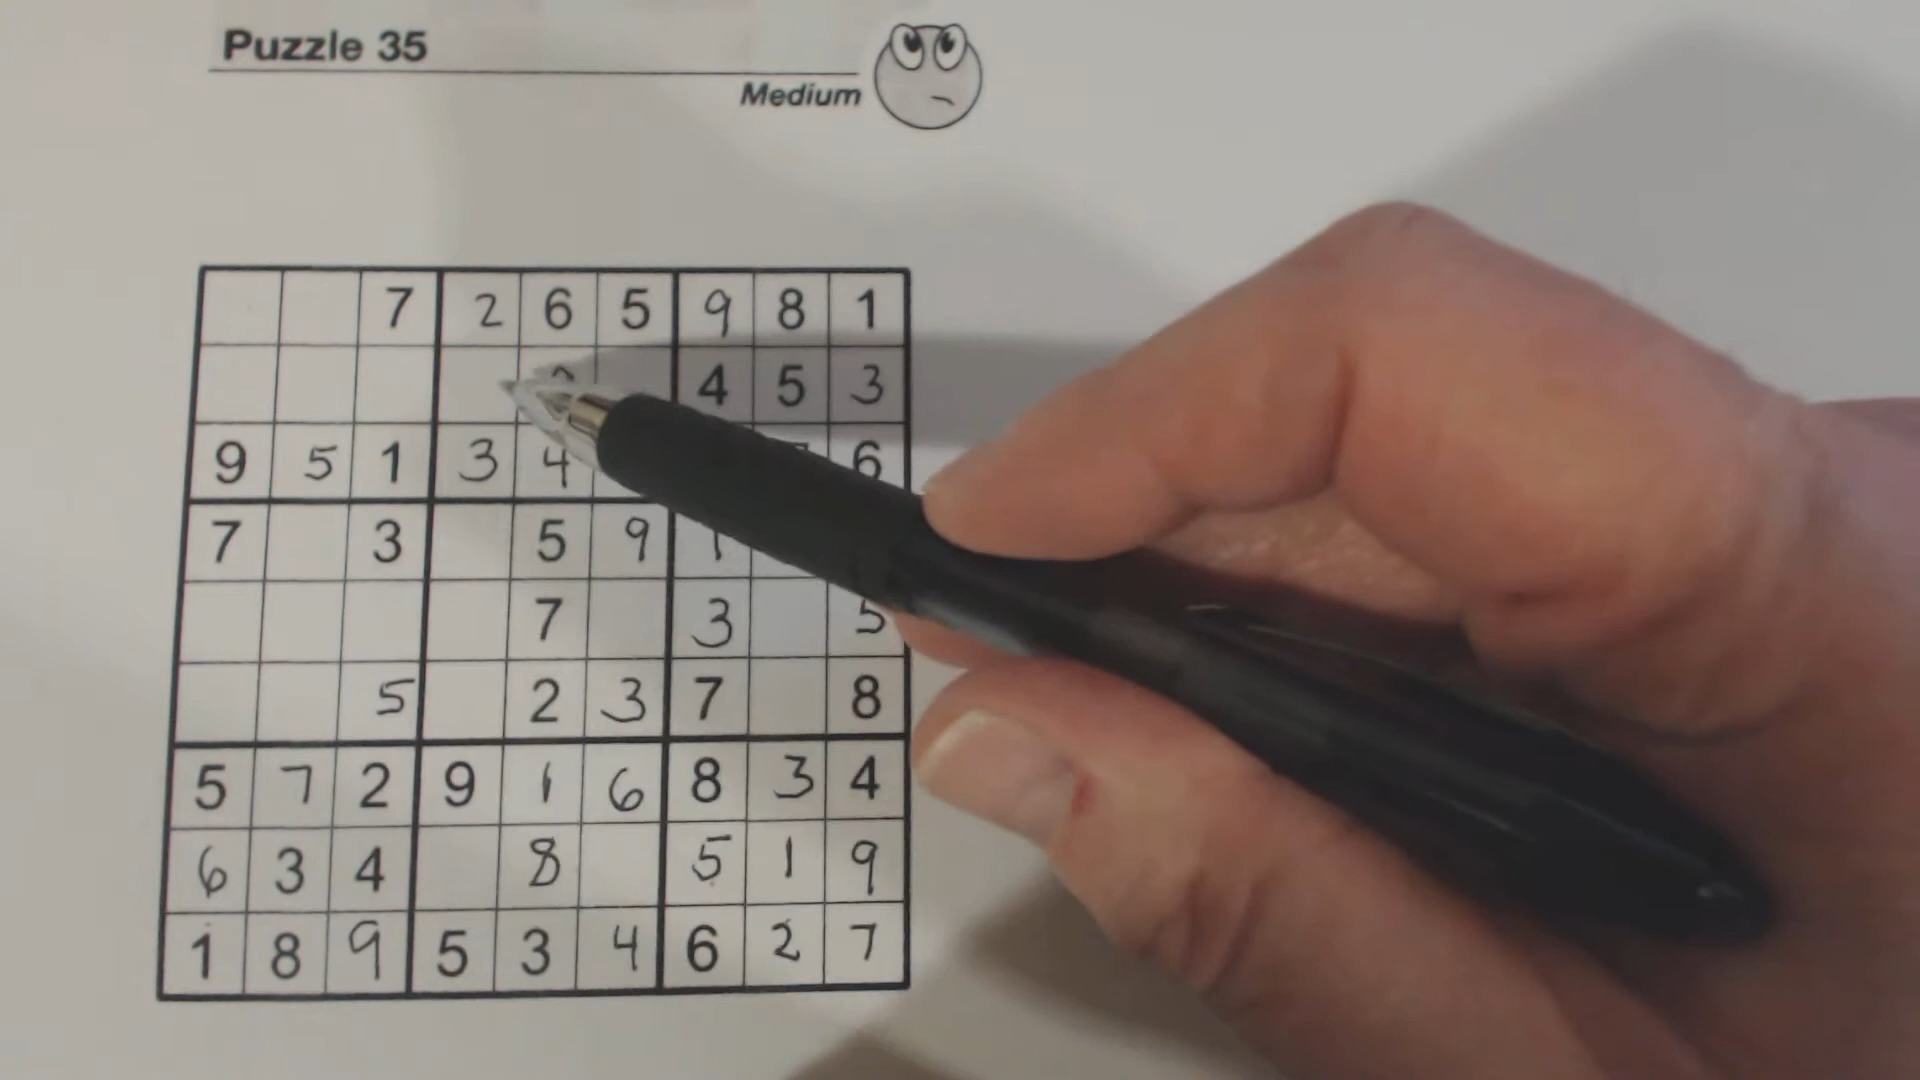 Puzzle 35
Medium
7 2 6 5 9 8 1
4 5 3
9 5 1 3 4 6
7 3 5 9 1
7 3 5
5 2 3 7 8
5 7 2 9 1 6 8 3 4
6 3 4 8 5 1 9
1 8 9 5 3 4 6 2 7